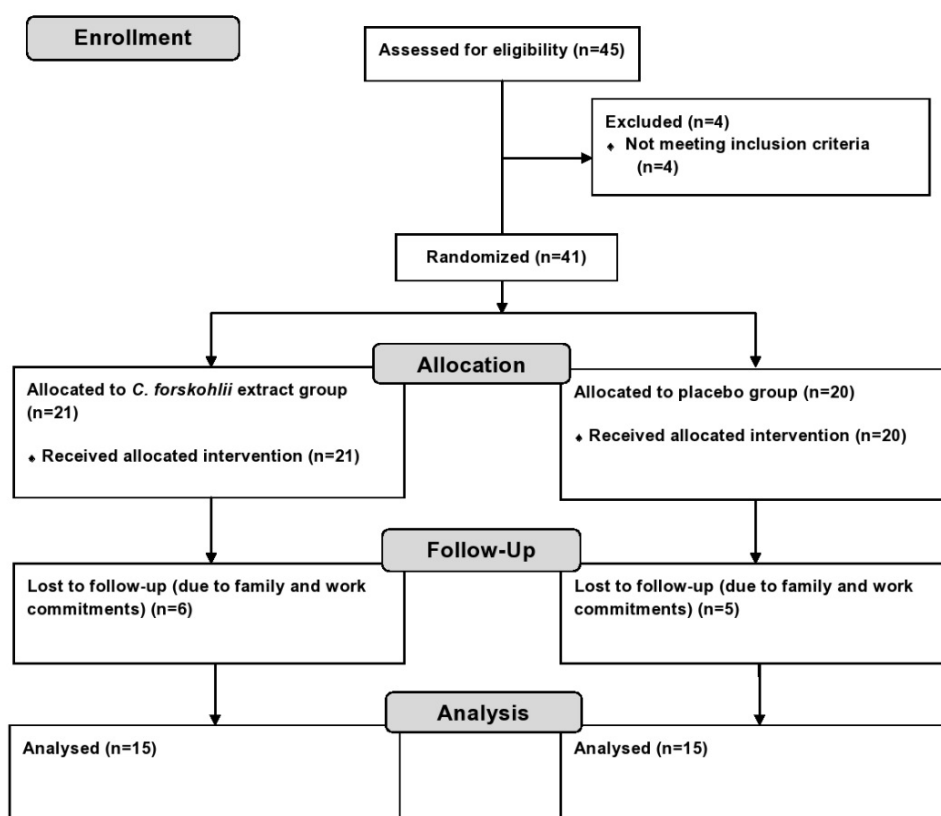 Enrollment
Assessed for eligibility (n=45)
Excluded (n=4)
♦ Not meeting inclusion criteria
(n=4)
Randomized (n=41)
Allocation
Allocated to C. forskohlii extract group
(n=21)
♦ Received allocated intervention (n=21)
Allocated to placebo group (n=20)
♦ Received allocated intervention (n=20)
Follow-Up
Lost to follow-up (due to family and work
commitments) (n=6)
Lost to follow-up (due to family and work
commitments) (n=5)
Analysis
Analysed (n=15)
Analysed (n=15)